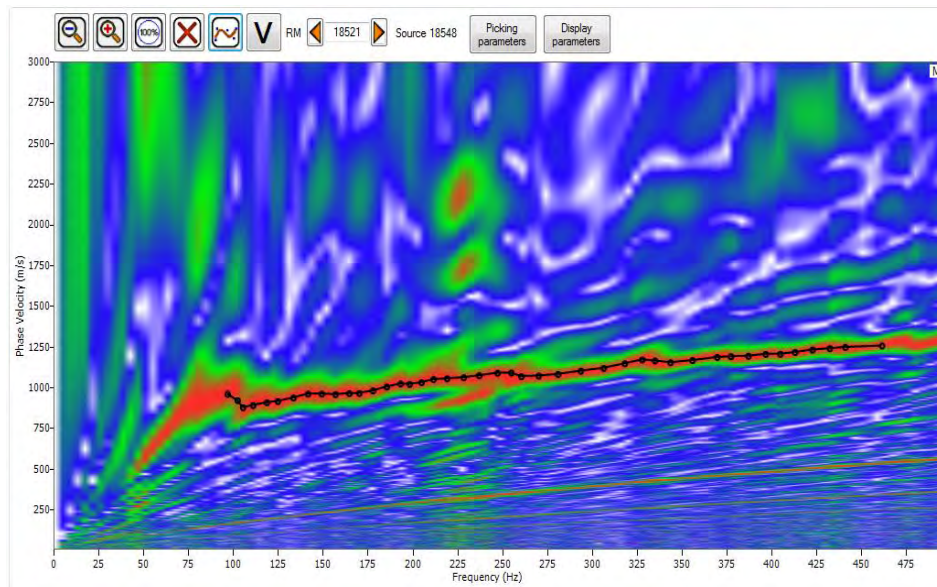 (100%) V RM 18521 Source 18548 Picking parameters Display parameters
M
3000
2750
2500
2250
2000
1750
1500
1250
1000
750
500
250
Phase Velocity (m/s)
0 25 50 75 100 125 150 175 200 225 250 275 300 325 350 375 400 425 450 475
Frequency (Hz)